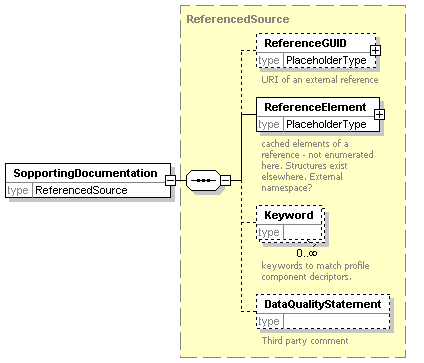 ReferencedSource
ReferenceGUID
type PlaceholderType
URI of an external reference
ReferenceElement
type PlaceholderType
cached elements of a
reference - not enumerated
here. Structures exist
elsewhere. External
namespace?
SopportingDocumentation
type ReferencedSource
Keyword
type
0..∞
keywords to match profile
component decriptors.
DataQualityStatement
type
Third party comment